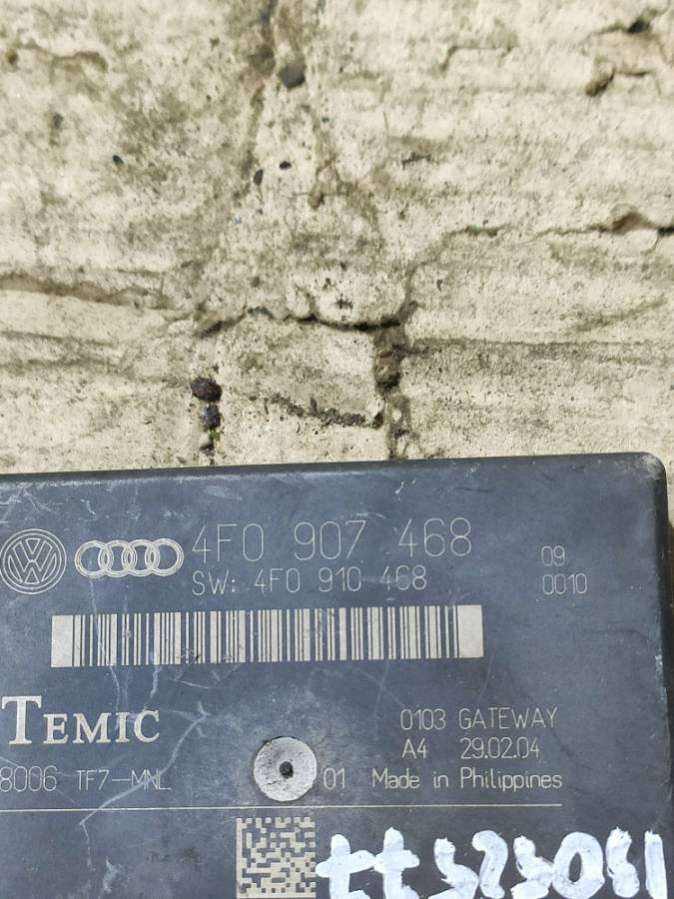 4F0 907 468
SW: 4F0 910 468
09
0010
TEMIC
0103 GATEWAY
A4 29.02.04
8006 TF7-MNL
01 Made in Philippines